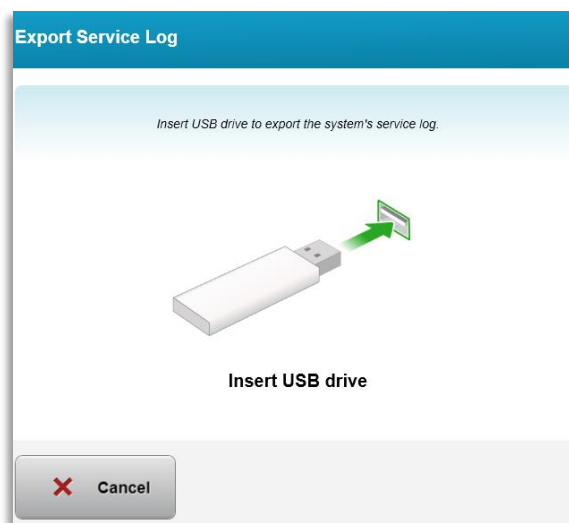 Export Service Log
Insert USB drive to export the system's service log.
Insert USB drive
Cancel